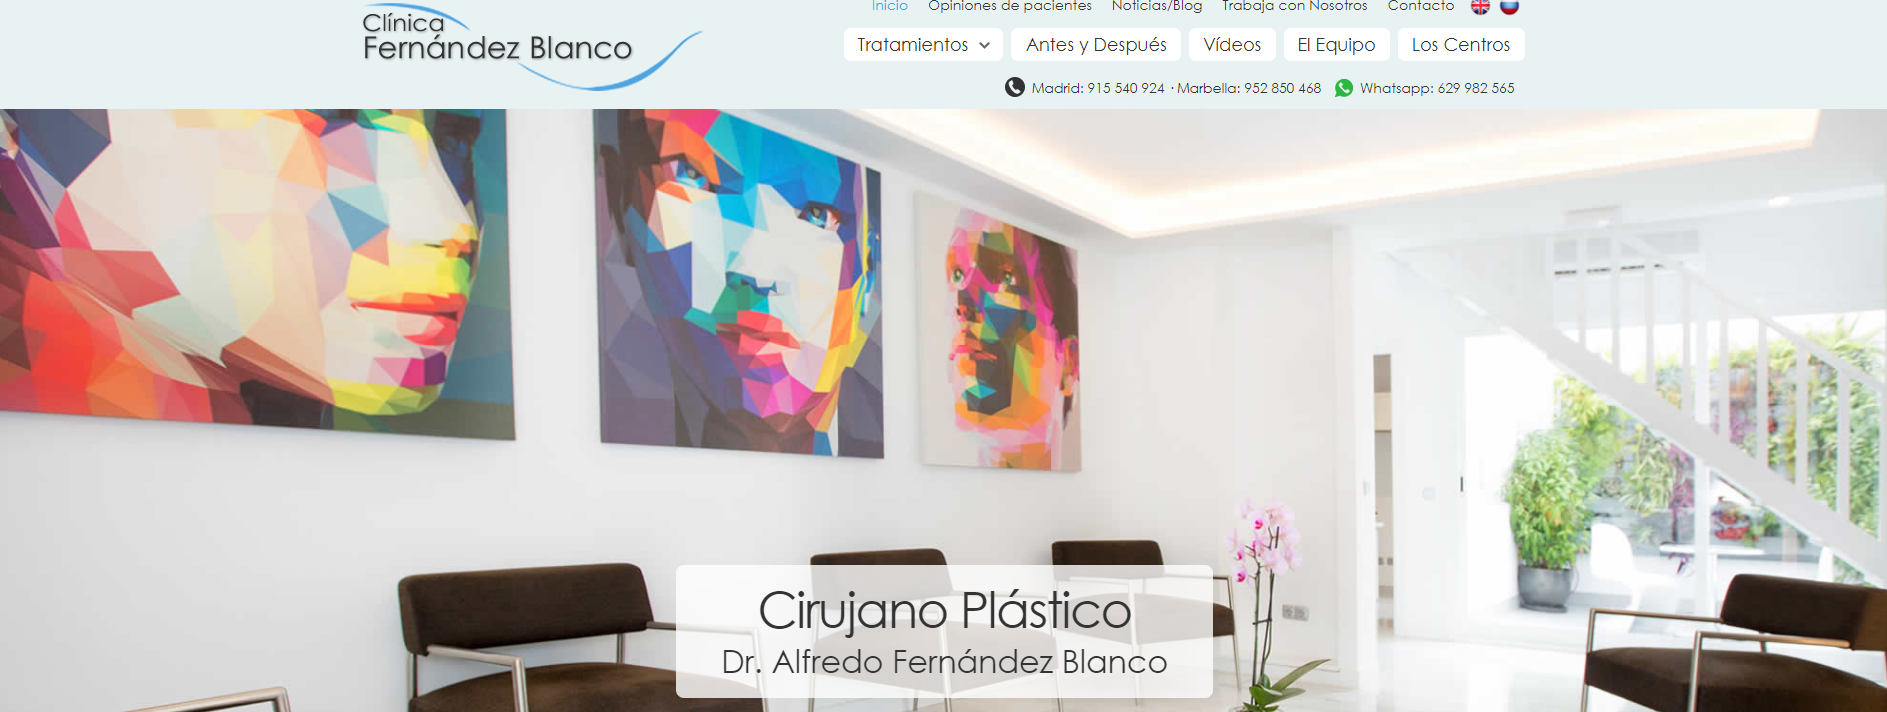 Clínica
Fernández Blanco
Inicio Opiniones de pacientes Noticias/Blog Trabaja con Nosotros Contacto
Tratamientos Antes y Después Vídeos El Equipo Los Centros
Madrid: 915 540 924 · Marbella: 952 850 468 Whatsapp: 629 982 565
Cirujano Plástico
Dr. Alfredo Fernández Blanco